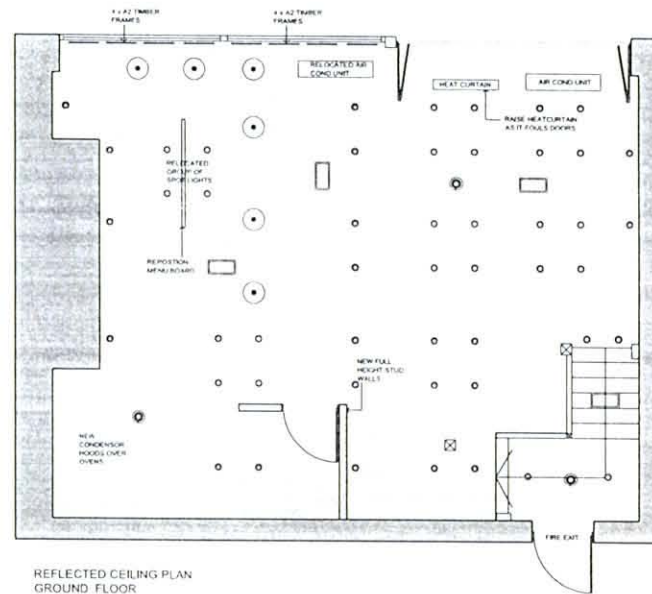 4 x A2 TIMBER
FRAMES
4 x A2 TIMBER
FRAMES
RELOCATED AIR
COND UNIT
HEAT CURTAIN
AIR COND UNIT
RAISE HEATCURTAIN
AS IT FOULS DOORS
RELOCATED
GROUP OF
SPOTLIGHTS
REPOSTION
MENU BOARD
NEW FULL
HEIGHT STUD
WALLS
NEW
CONDENSOR
HOODS OVER
OVENS
FIRE EXIT
REFLECTED CEILING PLAN
GROUND FLOOR